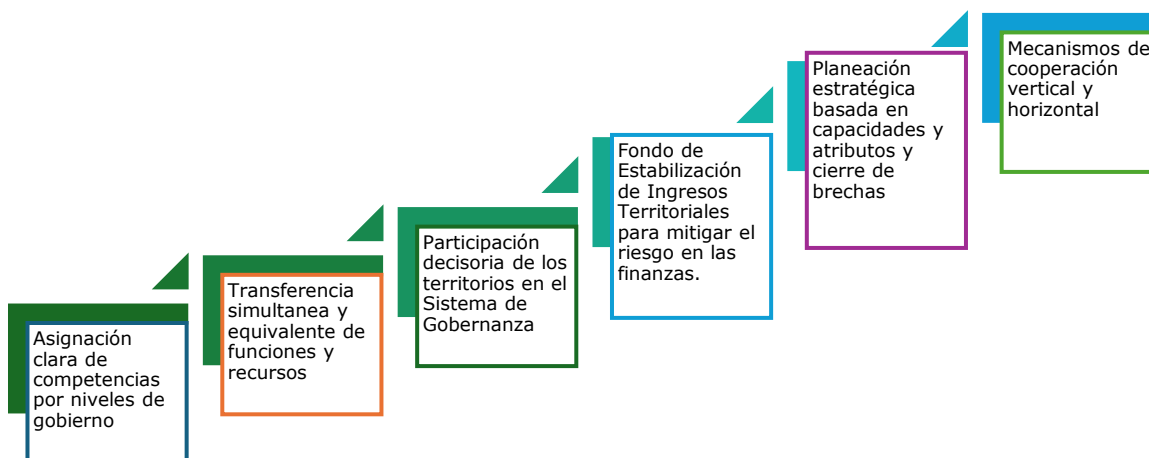 Asignación
clara de
competencias
por niveles de
gobierno
Transferencia
simultanea y
equivalente de
funciones y
recursos
Participación
decisoria de los
territorios en el
Sistema de
Gobernanza
Fondo de
Estabilización
de Ingresos
Territoriales
para mitigar el
riesgo en las
finanzas.
Planeación
estratégica
basada en
capacidades y
atributos y
cierre de
brechas
Mecanismos de
cooperación
vertical y
horizontal